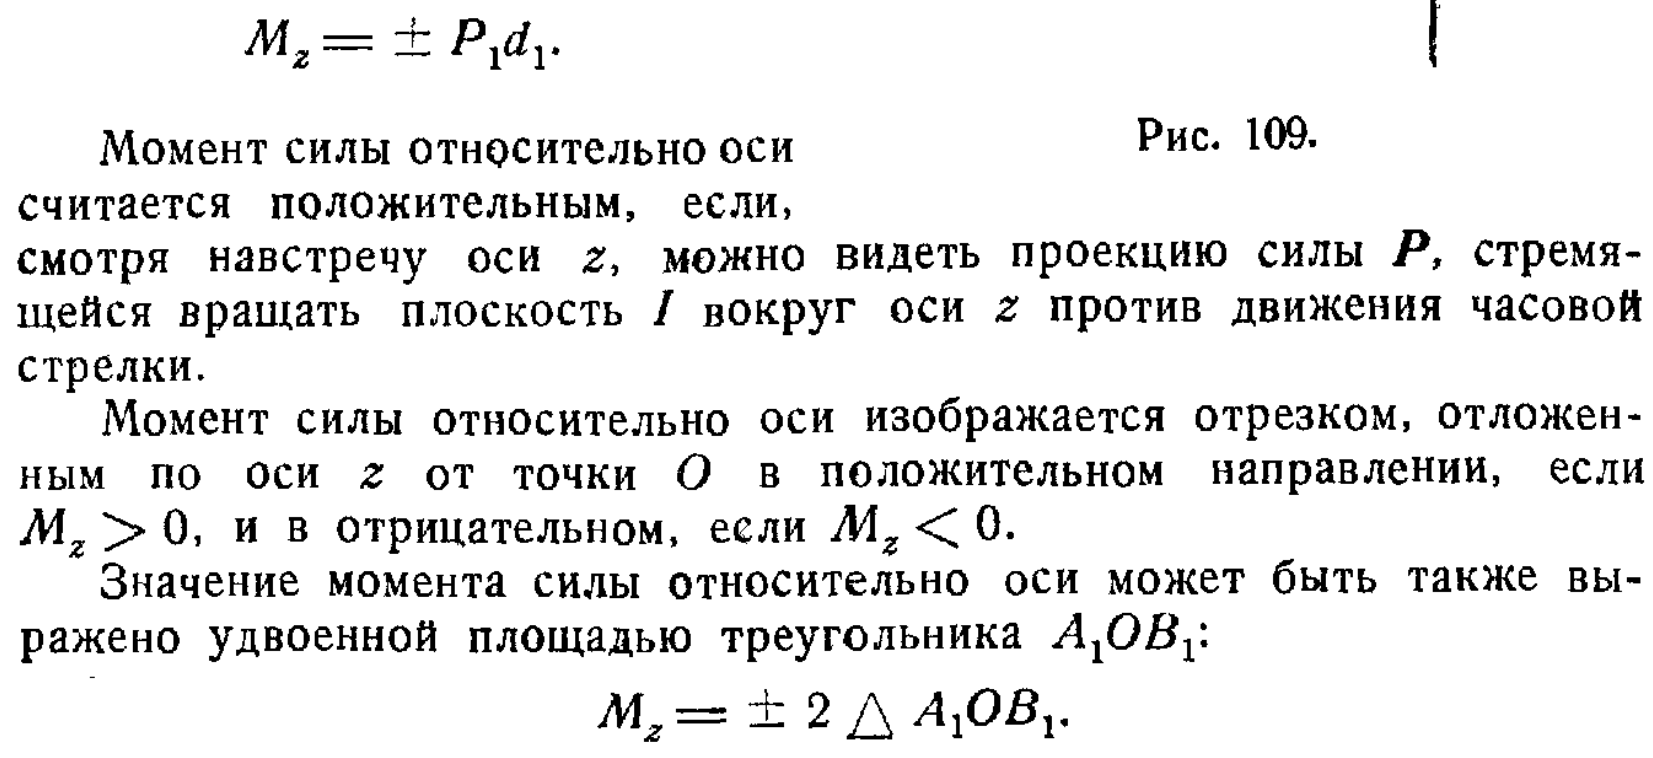 M_z = ± P_1d_1.
Рис. 109.
Момент силы относительно оси
считается положительным, если,
смотря навстречу оси z, можно видеть проекцию силы P, стремя-
щейся вращать плоскость I вокруг оси z против движения часовой
стрелки.
Момент силы относительно оси изображается отрезком, отложен-
ным по оси z от точки O в положительном направлении, если
M_z > 0, и в отрицательном, если M_z < 0.
Значение момента силы относительно оси может быть также вы-
ражено удвоенной площадью треугольника A_1OB_1:
M_z = ± 2 △ A_1OB_1.